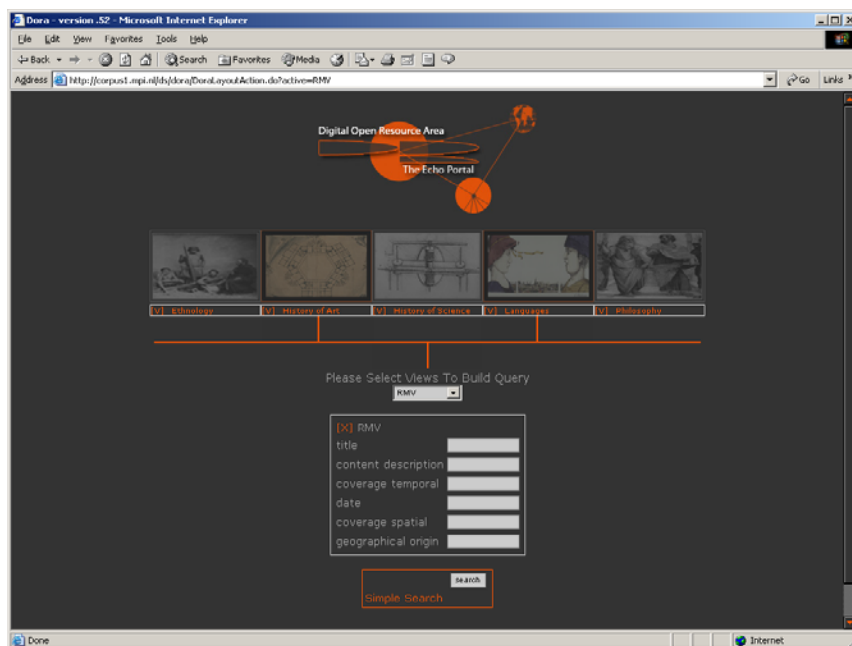 Dora - version .52 - Microsoft Internet Explorer
File Edit View Favorites Tools Help
Back Search Favorites Media
Address http://corpus1.mpi.nl/ds/dora/DoraLayoutAction.do?active=RMV Go Links »
Digital Open Resource Area
The Echo Portal
[V] Ethnology [V] History of Art [V] History of Science [V] Languages [V] Philosophy
Please Select Views To Build Query
RMV
[X] RMV
title
content description
coverage temporal
date
coverage spatial
geographical origin
search
Simple Search
Done Internet